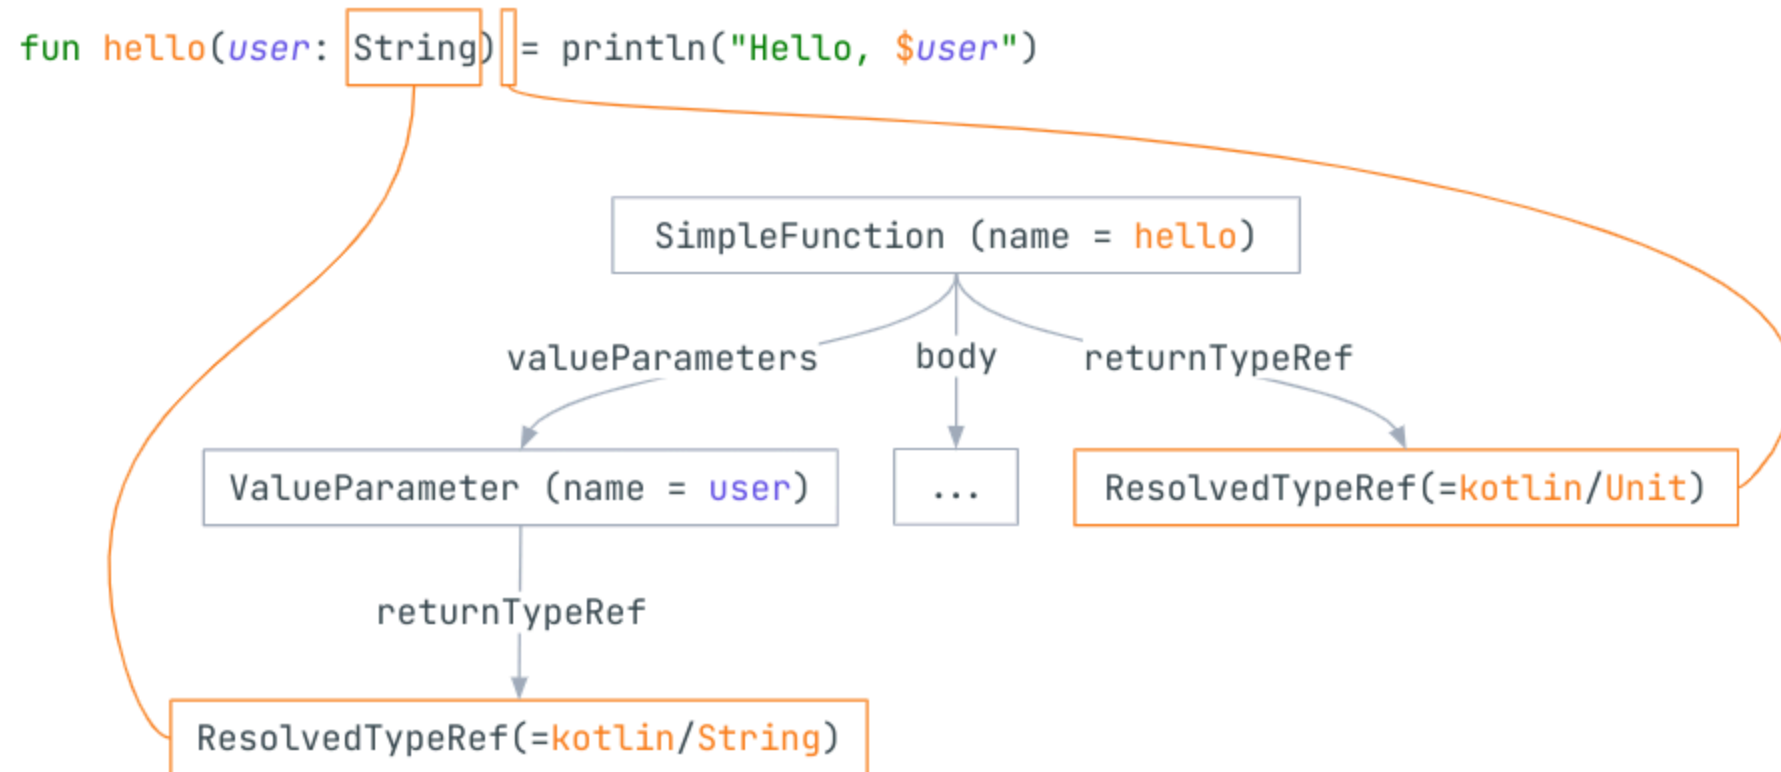 fun hello(user: String) = println("Hello, $user")
SimpleFunction (name = hello)
valueParameters
body
returnTypeRef
ValueParameter (name = user)
...
ResolvedTypeRef(=kotlin/Unit)
returnTypeRef
ResolvedTypeRef(=kotlin/String)